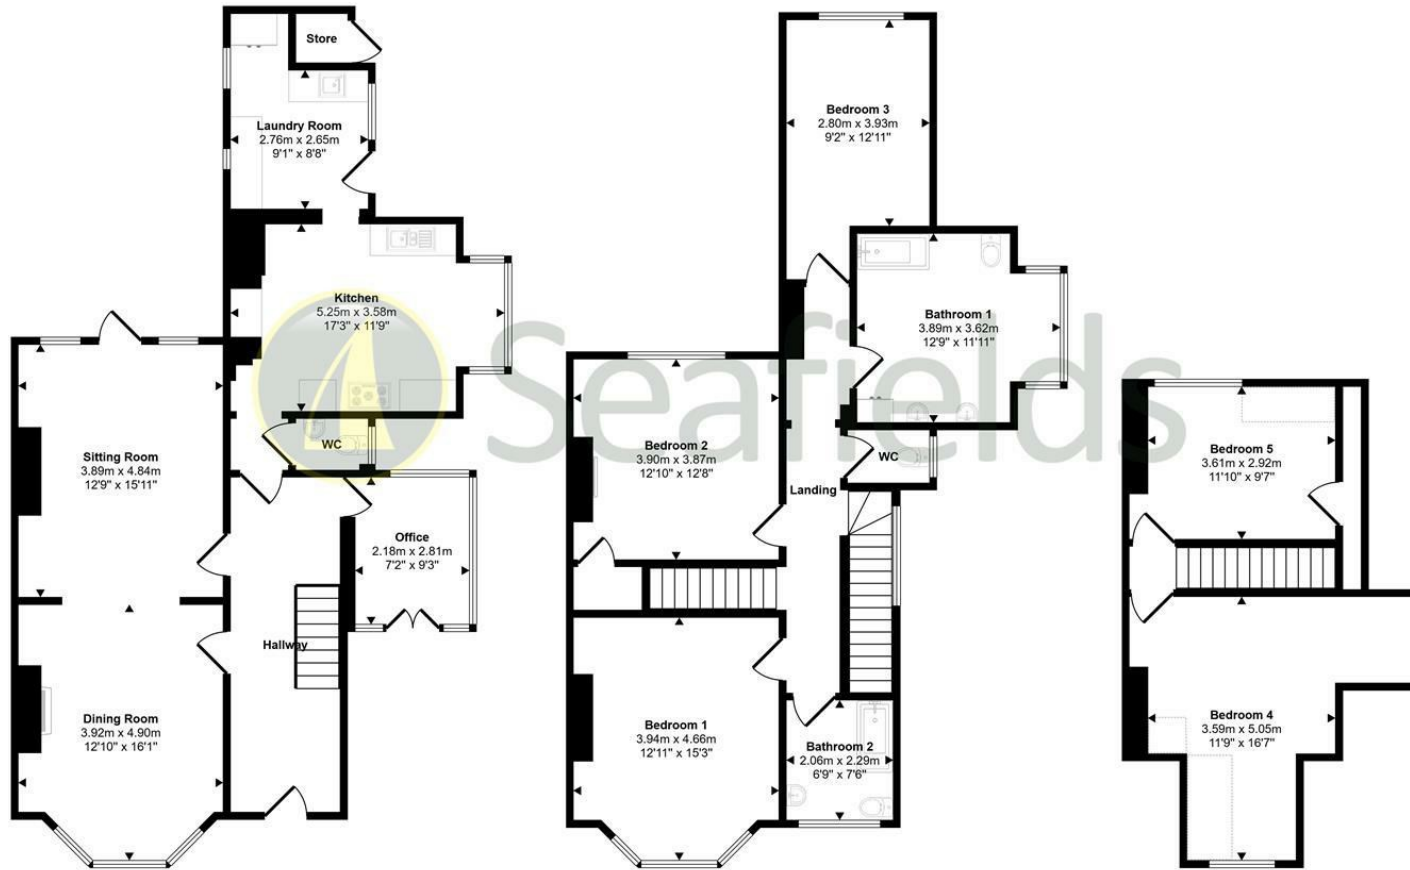 Store
Laundry Room
2.76m x 2.65m
9'1" x 8'8"
Kitchen
5.25m x 3.58m
17'3" x 11'9"
WC
Sitting Room
3.89m x 4.84m
12'9" x 15'11"
Office
2.18m x 2.81m
7'2" x 9'3"
Hallway
Dining Room
3.92m x 4.90m
12'10" x 16'1"
Seafields
Bedroom 3
2.80m x 3.93m
9'2" x 12'11"
Bathroom 1
3.89m x 3.62m
12'9" x 11'11"
Bedroom 2
3.90m x 3.87m
12'10" x 12'8"
WC
Landing
Bedroom 1
3.94m x 4.66m
12'11" x 15'3"
Bathroom 2
2.06m x 2.29m
6'9" x 7'6"
Bedroom 5
3.61m x 2.92m
11'10" x 9'7"
Bedroom 4
3.59m x 5.05m
11'9" x 16'7"